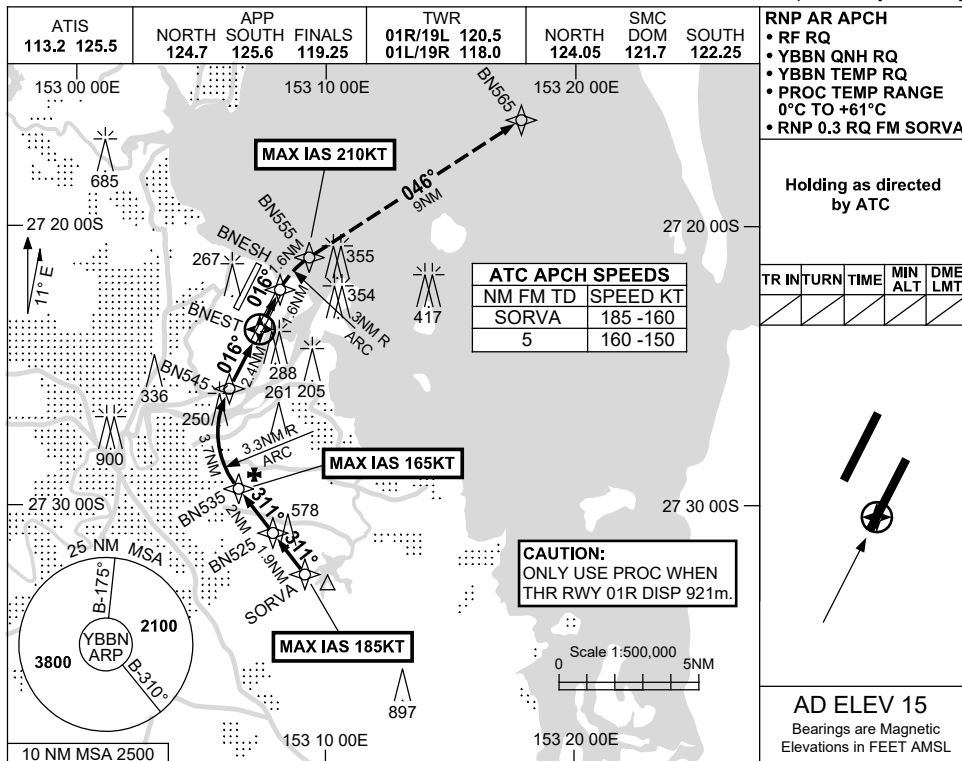 ATIS
113.2 125.5
APP
NORTH SOUTH FINALS
124.7 125.6 119.25
TWR
01R/19L 120.5
01L/19R 118.0
SMC
NORTH DOM SOUTH
124.05 121.7 122.25
RNP AR APCH
• RF RQ
• YBBN QNH RQ
• YBBN TEMP RQ
• PROC TEMP RANGE
0°C TO +61°C
• RNP 0.3 RQ FM SORVA
Holding as directed
by ATC
TR IN TURN TIME MIN ALT DME LMT
153 00 00E
153 10 00E
153 20 00E
BN565
685
MAX IAS 210KT
046°
9NM
27 20 00S
27 20 00S
11° E
BN555
BNESH
1.6NM
355
267
016°
354
417
1.6NM
.3NM R
ARC
BNEST
ATC APCH SPEEDS
NM FM TD SPEED KT
SORVA 185 -160
5 160 -150
016°
2.4NM
288
336
BN545
261
205
250
900
3.7NM
3.3NM R
ARC
MAX IAS 165KT
BN535
27 30 00S
27 30 00S
311°
2NM
578
BN525
311°
1.9NM
SORVA
CAUTION:
ONLY USE PROC WHEN
THR RWY 01R DISP 921m.
25 NM MSA
B-175°
2100
YBBN
ARP
3800
B-310°
MAX IAS 185KT
Scale 1:500,000
0 5NM
897
10 NM MSA 2500
153 10 00E
153 20 00E
AD ELEV 15
Bearings are Magnetic
Elevations in FEET AMSL